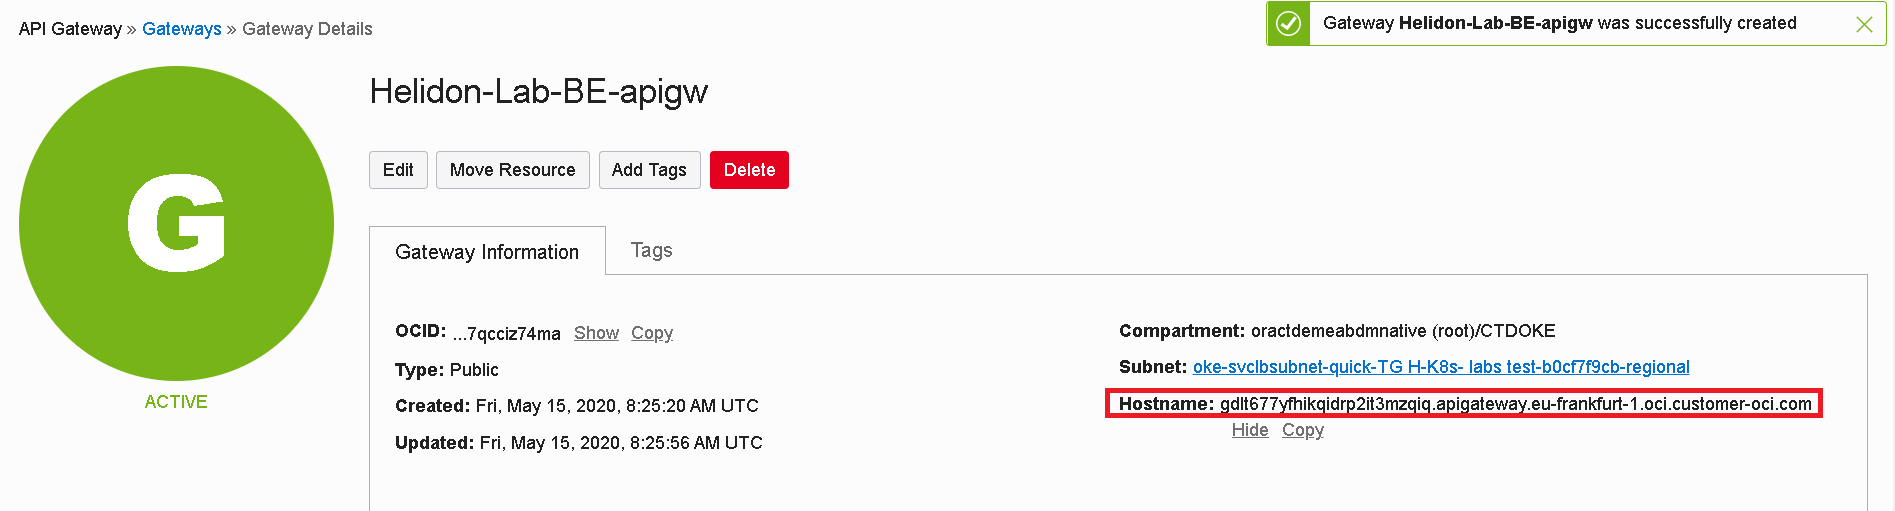 API Gateway » Gateways » Gateway Details
Gateway Helidon-Lab-BE-apigw was successfully created
G
ACTIVE
Helidon-Lab-BE-apigw
Edit Move Resource Add Tags Delete
Gateway Information Tags
OCID: ...7qcciz74ma Show Copy
Type: Public
Created: Fri, May 15, 2020, 8:25:20 AM UTC
Updated: Fri, May 15, 2020, 8:25:56 AM UTC
Compartment: oractdemeabdmnative (root)/CTDOKE
Subnet: oke-svclbsubnet-quick-TG H-K8s- labs test-b0cf7f9cb-regional
Hostname: gdlt677yfhikqidrp2it3mzqiq.apigateway.eu-frankfurt-1.oci.customer-oci.com
Hide Copy